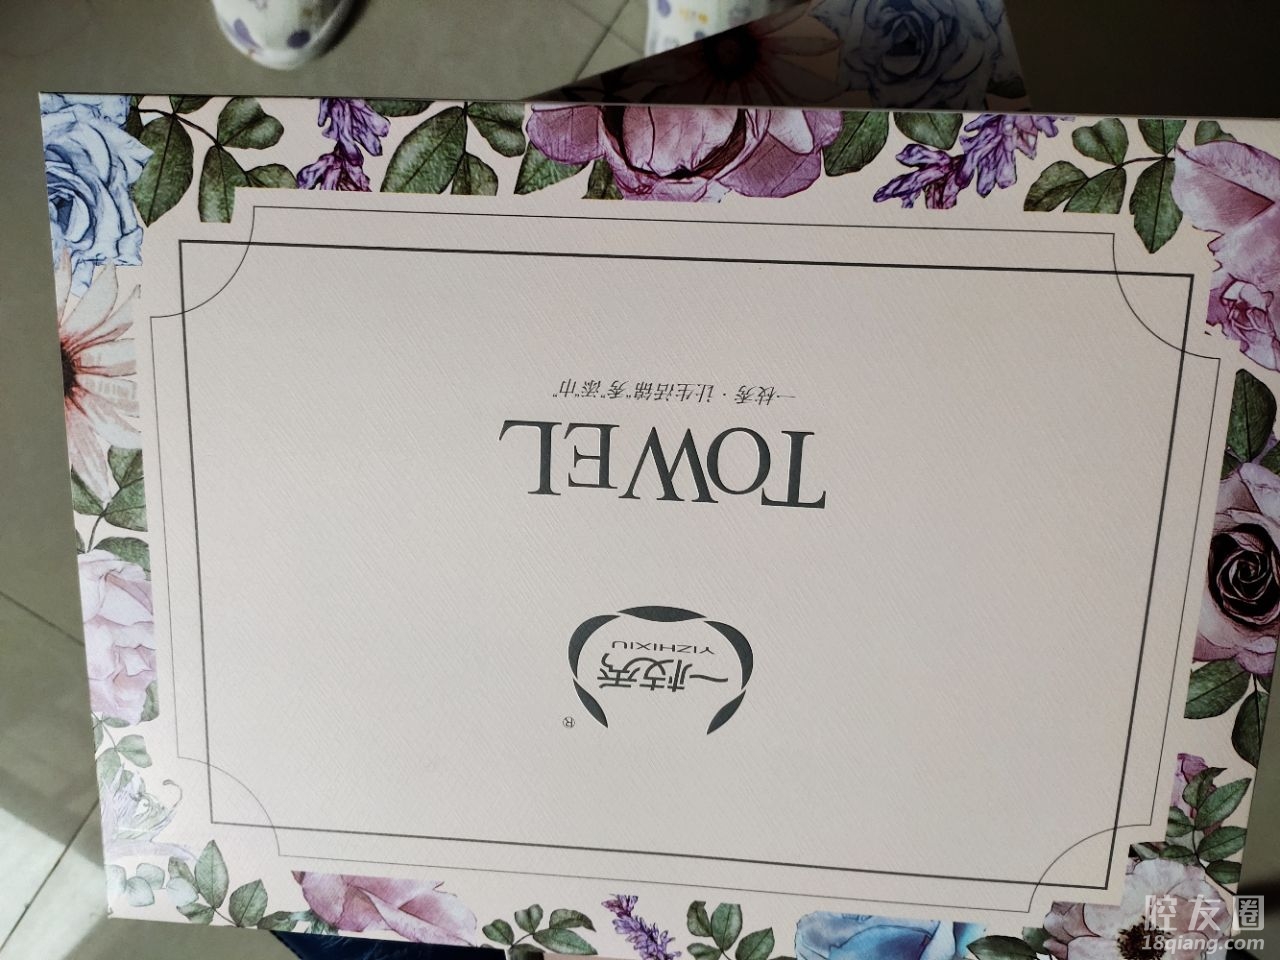 一枝秀
YIZHIXIU
®
TOWEL
一枝秀·让生活锦"秀"添"巾"
腔友圈
18qiang.com